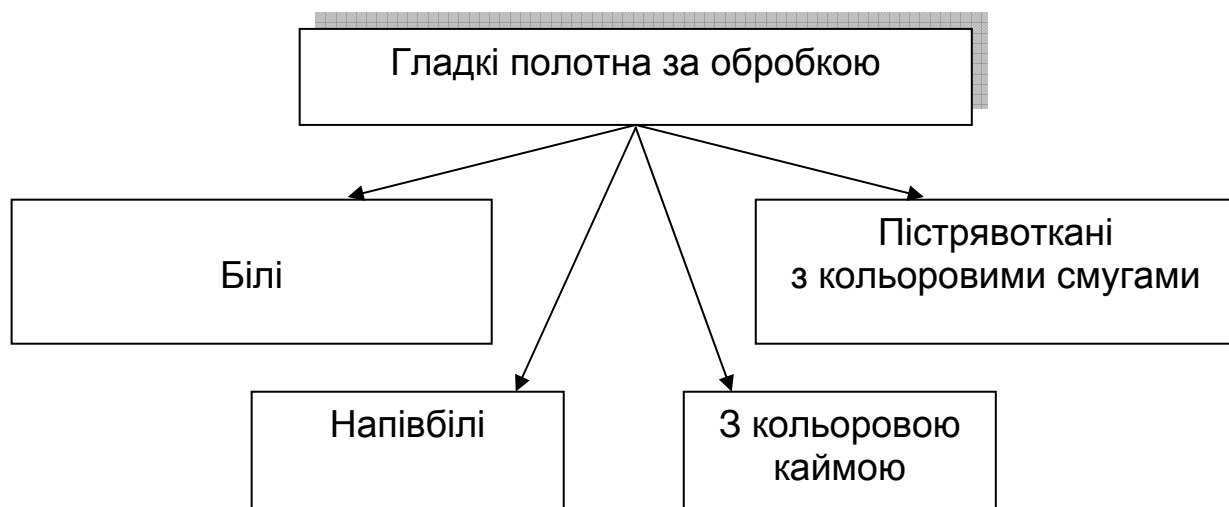 Гладкі полотна за обробкою
Білі
Пістрявоткані
з кольоровими смугами
Напівбілі
З кольоровою
каймою